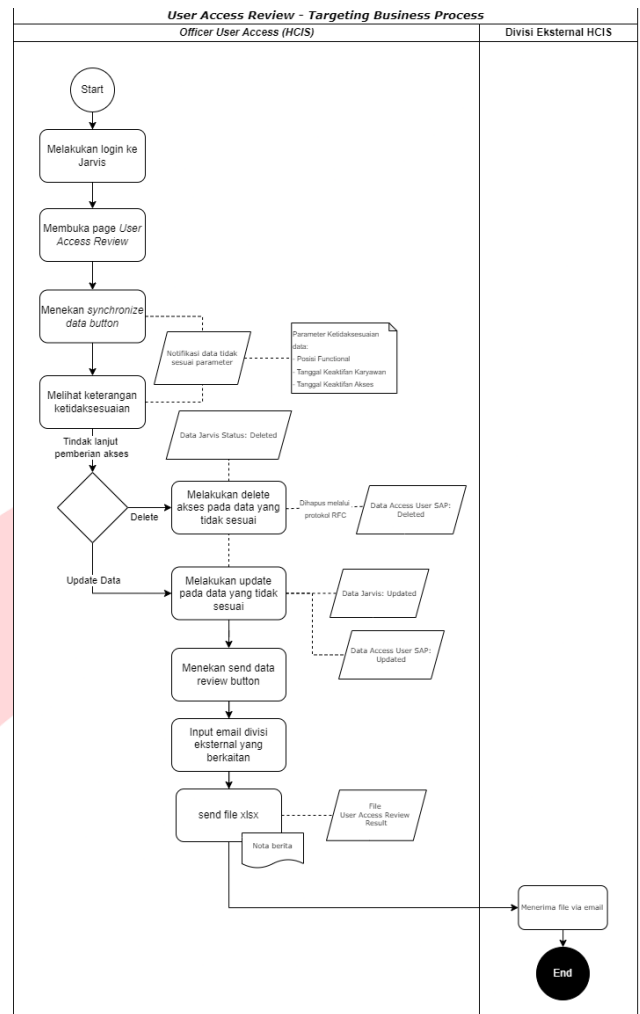 User Access Review - Targeting Business Process
Officer User Access (HCIS)
Divisi Eksternal HCIS
Start
Melakukan login ke
Jarvis
Membuka page User
Access Review
Menekan synchronize
data button
Notifikasi data tidak
sesuai parameter
Parameter Ketidaksesuaian
data:
- Posisi Functional
- Tanggal Keaktifan Karyawan
- Tanggal Keaktifan Akses
Melihat keterangan
ketidaksesuaian
Tindak lanjut
pemberian akses
Data Jarvis Status: Deleted
Delete
Melakukan delete
akses pada data yang
tidak sesuai
Dihapus melalui
protokol RFC
Data Access User SAP:
Deleted
Update Data
Melakukan update
pada data yang tidak
sesuai
Data Jarvis: Updated
Data Access User SAP:
Updated
Menekan send data
review button
Input email divisi
eksternal yang
berkaitan
send file xlsx
File
User Access Review
Result
Nota berita
Menerima file via email
End